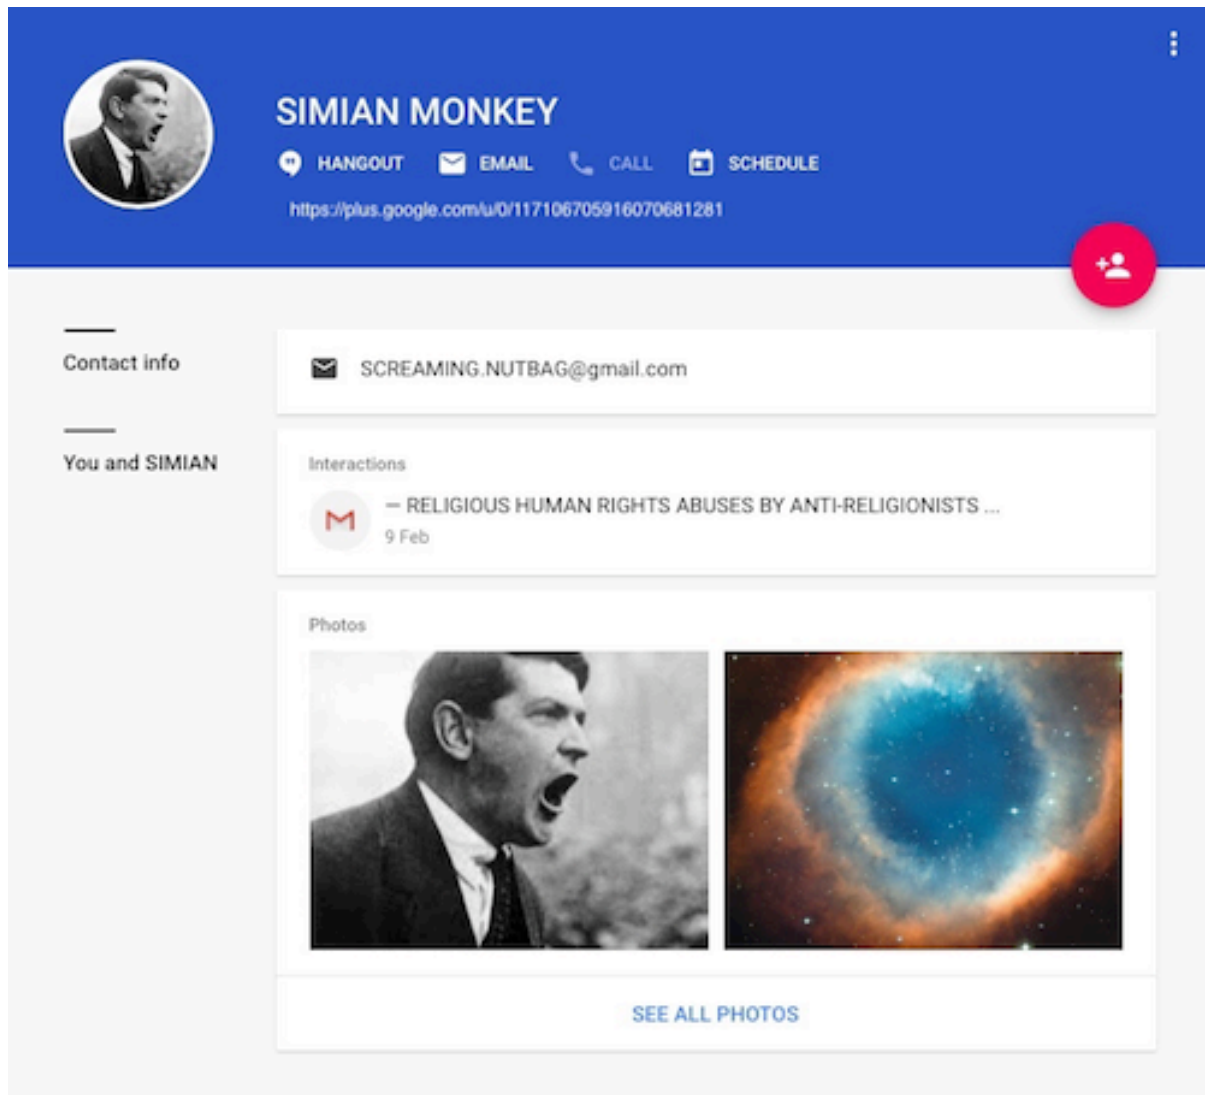 SIMIAN MONKEY
HANGOUT EMAIL CALL SCHEDULE
https://plus.google.com/u/0/117106705916070681281
Contact info
SCREAMING.NUTBAG@gmail.com
You and SIMIAN
Interactions
— RELIGIOUS HUMAN RIGHTS ABUSES BY ANTI-RELIGIONISTS ...
9 Feb
Photos
SEE ALL PHOTOS